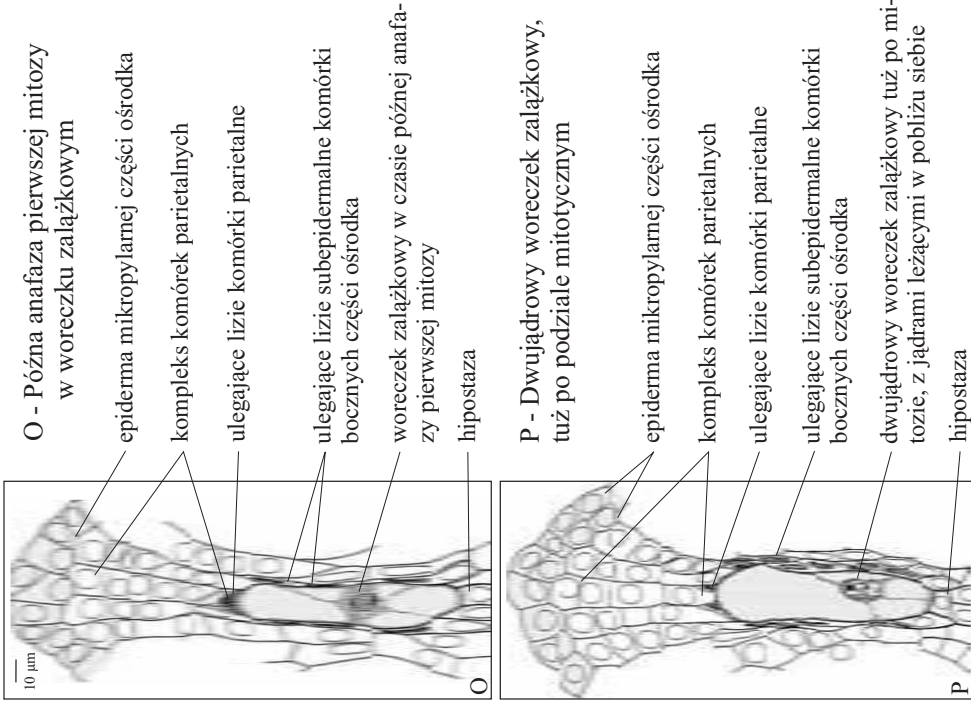 O - Późna anafaza pierwszej mitozy
w woreczku zalążkowym
epiderma mikropylarnej części ośrodka
kompleks komórek parietalnych
ulegające lizie komórki parietalne
ulegające lizie subepidermalne komórki
bocznych części ośrodka
woreczek zalążkowy w czasie późnej anafa-
zy pierwszej mitozy
hipostaza
10 µm
O
P - Dwujądrowy woreczek zalążkowy,
tuż po podziale mitotycznym
epiderma mikropylarnej części ośrodka
kompleks komórek parietalnych
ulegające lizie komórki parietalne
ulegające lizie subepidermalne komórki
bocznych części ośrodka
dwujądrowy woreczek zalążkowy tuż po mi-
tozie, z jądrami leżącymi w pobliżu siebie
hipostaza
P